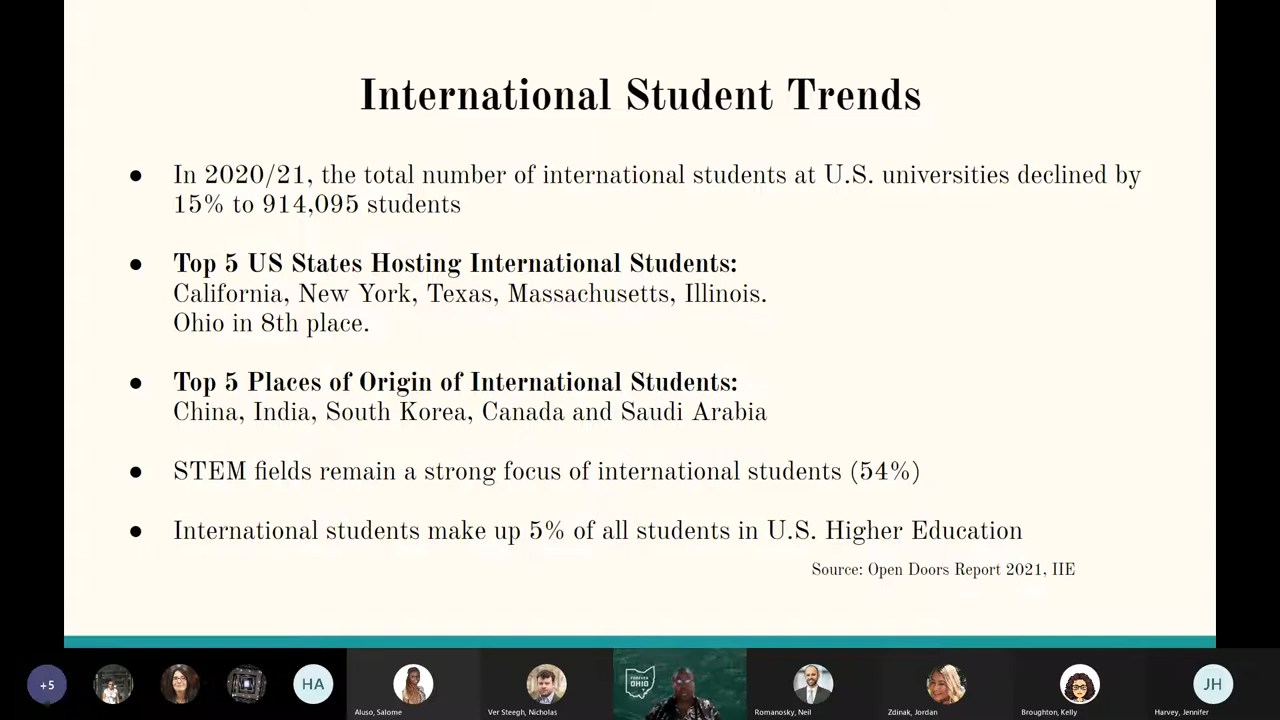 International Student Trends
● In 2020/21, the total number of international students at U.S. universities declined by
15% to 914,095 students
● Top 5 US States Hosting International Students:
California, New York, Texas, Massachusetts, Illinois.
Ohio in 8th place.
● Top 5 Places of Origin of International Students:
China, India, South Korea, Canada and Saudi Arabia
● STEM fields remain a strong focus of international students (54%)
● International students make up 5% of all students in U.S. Higher Education
Source: Open Doors Report 2021, IIE
+5
HA
FOREVER
OHIO
JH
Aluso, Salome
Ver Steegh, Nicholas
Romanosky, Neil
Zdinak, Jordan
Broughton, Kelly
Harvey, Jennifer